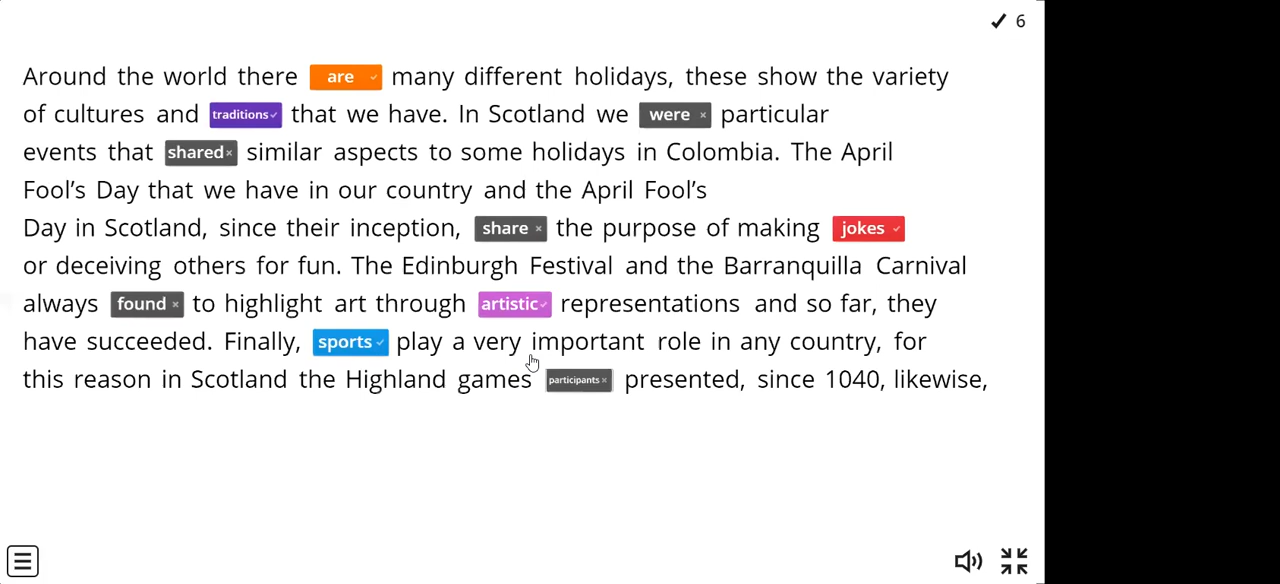 6
Around the world there are many different holidays, these show the variety
of cultures and traditions that we have. In Scotland we were particular
events that shared similar aspects to some holidays in Colombia. The April
Fool's Day that we have in our country and the April Fool's
Day in Scotland, since their inception, share the purpose of making jokes
or deceiving others for fun. The Edinburgh Festival and the Barranquilla Carnival
always found to highlight art through artistic representations and so far, they
have succeeded. Finally, sports play a very important role in any country, for
this reason in Scotland the Highland games participants presented, since 1040, likewise,